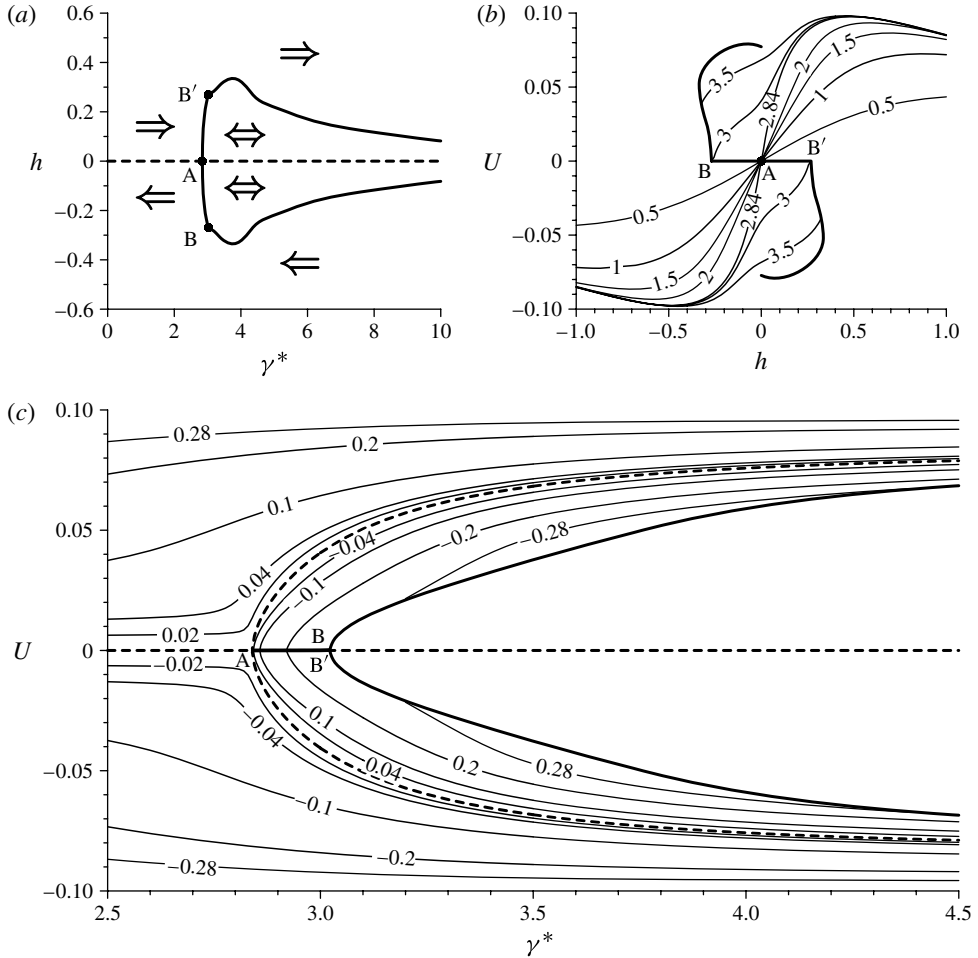 (a)
0.6
0.4
0.2
0
−0.2
−0.4
−0.6
h
B′
A
B
0 2 4 6 8 10
γ*
(b)
0.10
0.05
0
−0.05
−0.10
U
3.5
3
2.84
2
1.5
1
0.5
B
A
B′
0.5
1
1.5
2
2.84
3
3.5
−1.0 −0.5 0 0.5 1.0
h
(c)
0.10
0.05
0
−0.05
−0.10
U
0.28
0.2
0.1
0.04
0.02
−0.04
−0.1
−0.2
−0.28
A
B
B′
−0.02
−0.04
−0.1
−0.2
−0.28
0.04
0.1
0.2
0.28
2.5 3.0 3.5 4.0 4.5
γ*